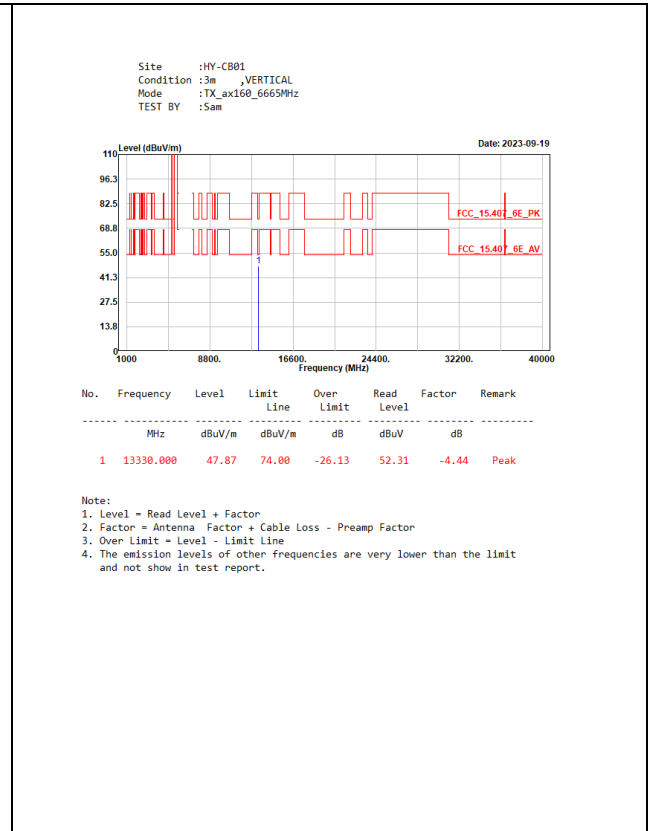 Site :HY-CB01
Condition :3m ,VERTICAL
Mode :TX_ax160_6665MHz
TEST BY :Sam
Level (dBuV/m) Date: 2023-09-19
110
96.3
82.5
FCC_15.407_6E_PK
68.8
55.0
FCC_15.407_6E_AV
1
41.3
27.5
13.8
0
1000 8800. 16600. 24400. 32200. 40000
Frequency (MHz)
No. Frequency Level Limit Over Read Factor Remark
Line Limit Level
------ ----------- -------- -------- --------- --------- -------- ---------
MHz dBuV/m dBuV/m dB dBuV dB
1 13330.000 47.87 74.00 -26.13 52.31 -4.44 Peak
Note:
1. Level = Read Level + Factor
2. Factor = Antenna Factor + Cable Loss - Preamp Factor
3. Over Limit = Level - Limit Line
4. The emission levels of other frequencies are very lower than the limit
and not show in test report.